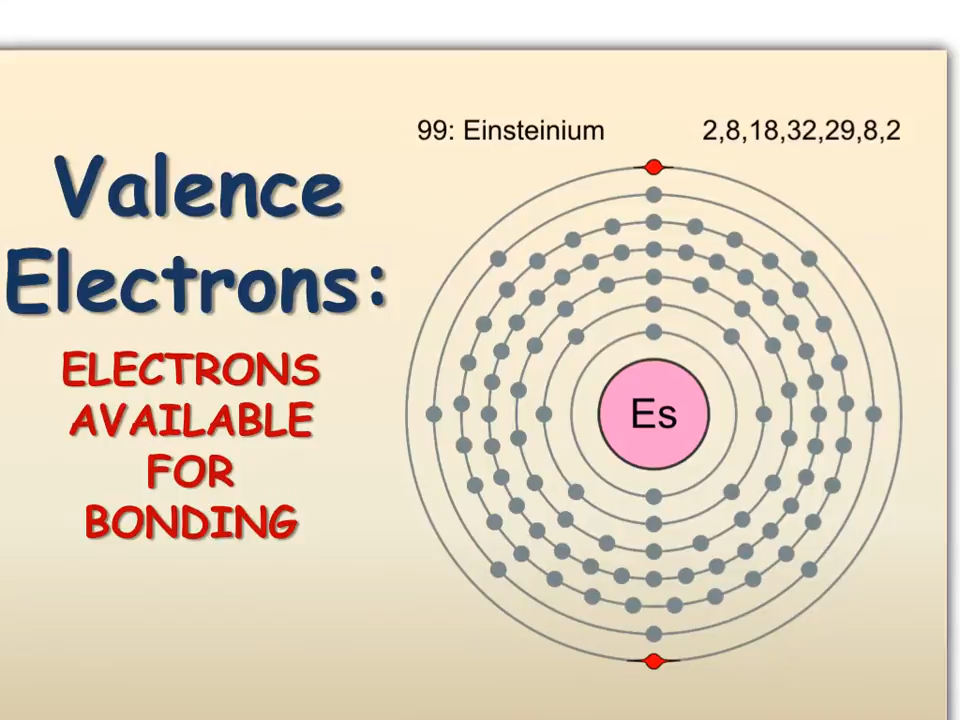 99: Einsteinium 2,8,18,32,29,8,2
Valence
Electrons:
ELECTRONS
AVAILABLE
FOR
BONDING
Es